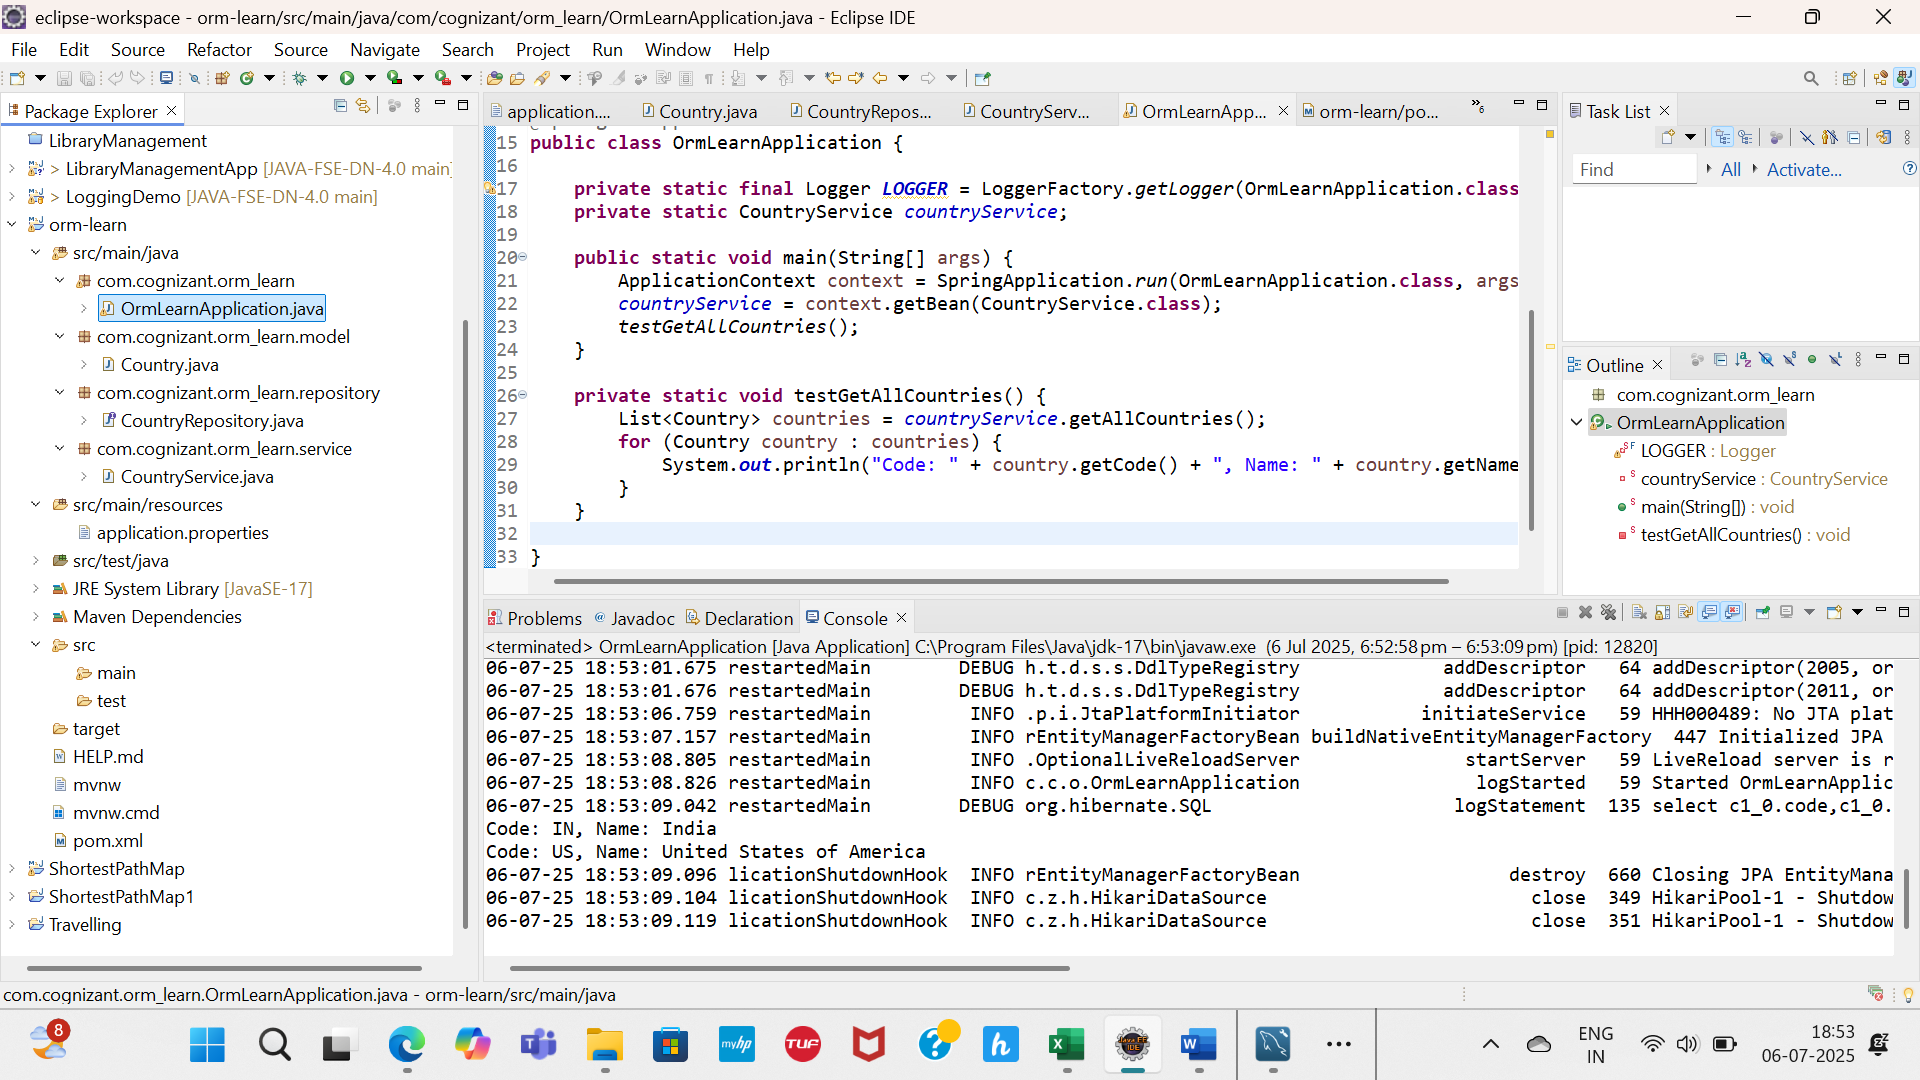 eclipse-workspace - orm-learn/src/main/java/com/cognizant/orm_learn/OrmLearnApplication.java - Eclipse IDE
File Edit Source Refactor Source Navigate Search Project Run Window Help
Package Explorer
LibraryManagement
> LibraryManagementApp [JAVA-FSE-DN-4.0 main]
> LoggingDemo [JAVA-FSE-DN-4.0 main]
orm-learn
src/main/java
com.cognizant.orm_learn
OrmLearnApplication.java
com.cognizant.orm_learn.model
Country.java
com.cognizant.orm_learn.repository
CountryRepository.java
com.cognizant.orm_learn.service
CountryService.java
src/main/resources
application.properties
src/test/java
JRE System Library [JavaSE-17]
Maven Dependencies
src
main
test
target
HELP.md
mvnw
mvnw.cmd
pom.xml
ShortestPathMap
ShortestPathMap1
Travelling
application.... Country.java CountryRepos... CountryServ... OrmLearnApp... orm-learn/po... »6
15 public class OrmLearnApplication {
16
17 private static final Logger LOGGER = LoggerFactory.getLogger(OrmLearnApplication.class
18 private static CountryService countryService;
19
20 public static void main(String[] args) {
21 ApplicationContext context = SpringApplication.run(OrmLearnApplication.class, args
22 countryService = context.getBean(CountryService.class);
23 testGetAllCountries();
24 }
25
26 private static void testGetAllCountries() {
27 List<Country> countries = countryService.getAllCountries();
28 for (Country country : countries) {
29 System.out.println("Code: " + country.getCode() + ", Name: " + country.getName
30 }
31 }
32
33 }
Task List
Find All Activate...
Outline
com.cognizant.orm_learn
OrmLearnApplication
LOGGER : Logger
countryService : CountryService
main(String[]) : void
testGetAllCountries() : void
Problems Javadoc Declaration Console
<terminated> OrmLearnApplication [Java Application] C:\Program Files\Java\jdk-17\bin\javaw.exe (6 Jul 2025, 6:52:58 pm – 6:53:09 pm) [pid: 12820]
06-07-25 18:53:01.675 restartedMain DEBUG h.t.d.s.s.DdlTypeRegistry addDescriptor 64 addDescriptor(2005, or
06-07-25 18:53:01.676 restartedMain DEBUG h.t.d.s.s.DdlTypeRegistry addDescriptor 64 addDescriptor(2011, or
06-07-25 18:53:06.759 restartedMain INFO .p.i.JtaPlatformInitiator initiateService 59 HHH000489: No JTA plat
06-07-25 18:53:07.157 restartedMain INFO rEntityManagerFactoryBean buildNativeEntityManagerFactory 447 Initialized JPA
06-07-25 18:53:08.805 restartedMain INFO .OptionalLiveReloadServer startServer 59 LiveReload server is r
06-07-25 18:53:08.826 restartedMain INFO c.c.o.OrmLearnApplication logStarted 59 Started OrmLearnApplic
06-07-25 18:53:09.042 restartedMain DEBUG org.hibernate.SQL logStatement 135 select c1_0.code,c1_0.
Code: IN, Name: India
Code: US, Name: United States of America
06-07-25 18:53:09.096 licationShutdownHook INFO rEntityManagerFactoryBean destroy 660 Closing JPA EntityMana
06-07-25 18:53:09.104 licationShutdownHook INFO c.z.h.HikariDataSource close 349 HikariPool-1 - Shutdow
06-07-25 18:53:09.119 licationShutdownHook INFO c.z.h.HikariDataSource close 351 HikariPool-1 - Shutdow
com.cognizant.orm_learn.OrmLearnApplication.java - orm-learn/src/main/java
8
myhp
TUF
ENG
IN
18:53
06-07-2025